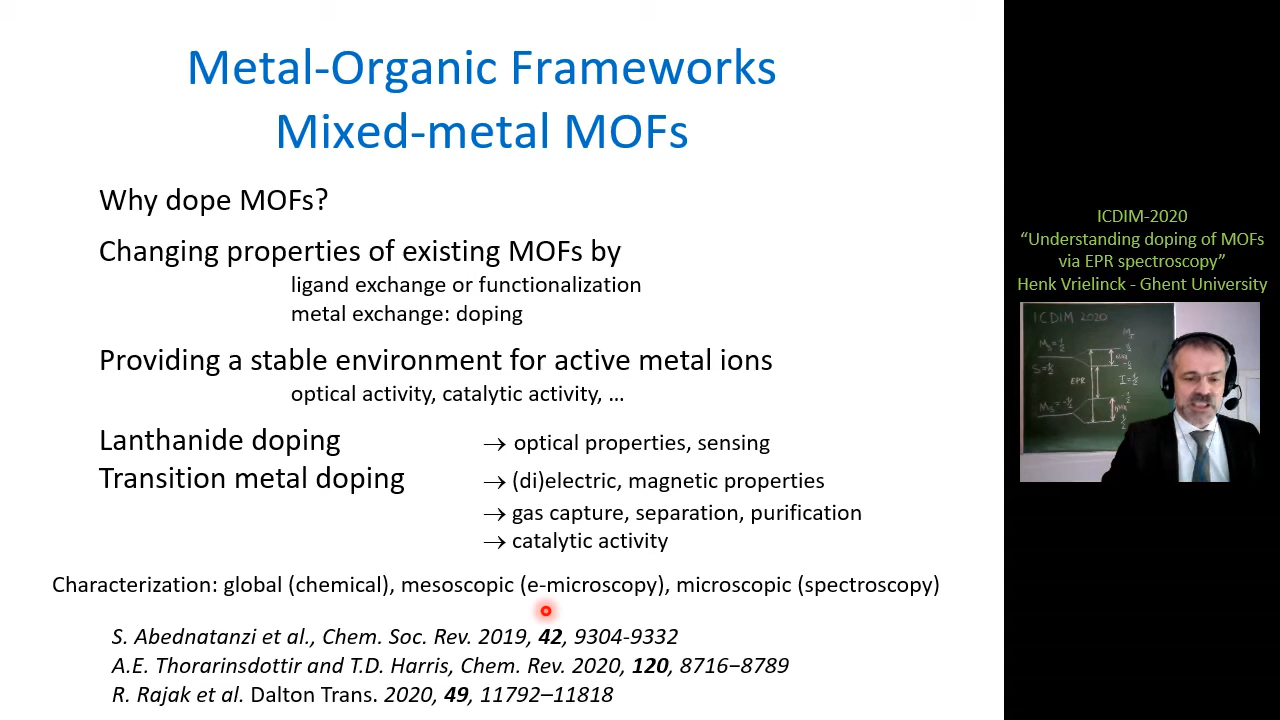 Metal-Organic Frameworks
Mixed-metal MOFs
Why dope MOFs?
Changing properties of existing MOFs by
ligand exchange or functionalization
metal exchange: doping
Providing a stable environment for active metal ions
optical activity, catalytic activity, …
Lanthanide doping → optical properties, sensing
Transition metal doping → (di)electric, magnetic properties
→ gas capture, separation, purification
→ catalytic activity
Characterization: global (chemical), mesoscopic (e-microscopy), microscopic (spectroscopy)
S. Abednatanzi et al., Chem. Soc. Rev. 2019, 42, 9304-9332
A.E. Thorarinsdottir and T.D. Harris, Chem. Rev. 2020, 120, 8716−8789
R. Rajak et al. Dalton Trans. 2020, 49, 11792–11818
ICDIM-2020
“Understanding doping of MOFs
via EPR spectroscopy”
Henk Vrielinck - Ghent University
ICDIM 2020
EPR